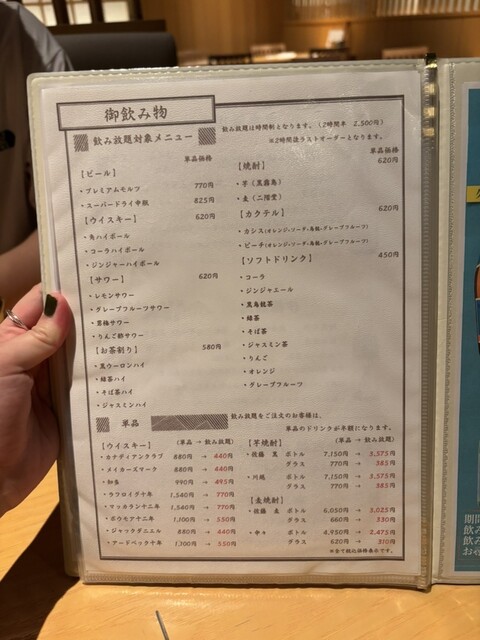 御飲み物
飲み放題対象メニュー
飲み放題は時間制となります。(2時間半 2,500円)
※2時間後ラストオーダーとなります。
単品価格
【ビール】
・プレミアムモルツ 770円
・スーパードライ中瓶 825円
【ウイスキー】 620円
・角ハイボール
・コーラハイボール
・ジンジャーハイボール
【サワー】 620円
・レモンサワー
・グレープフルーツサワー
・りんご酢サワー
【お茶割り】 580円
・黒ウーロンハイ
・緑茶ハイ
・そば茶ハイ
・ジャスミンハイ
単品価格
【焼酎】 620円
・芋(黒霧島)
・麦(二階堂)
【カクテル】 620円
・カシス(オレンジ・ソーダ・烏龍・グレープフルーツ)
・ピーチ(オレンジ・ソーダ・烏龍・グレープフルーツ)
【ソフトドリンク】 450円
・コーラ
・ジンジャエール
・黒烏龍茶
・緑茶
・そば茶
・ジャスミン茶
・りんご
・オレンジ
・グレープフルーツ
単品
飲み放題をご注文のお客様は、
単品のドリンクが半額になります。
【ウイスキー】 (単品 → 飲み放題)
・カナディアンクラブ 880円 → 440円
・メイカーズマーク 880円 → 440円
・知多 990円 → 495円
・ラフロイグ十年 1,540円 → 770円
・マッカラン十二年 1,540円 → 770円
・ボウモア十二年 1,100円 → 550円
・ジャックダニエル 880円 → 440円
・アードベック十年 1,100円 → 550円
【芋焼酎】 (単品 → 飲み放題)
・佐藤 黒 ボトル 7,150円 → 3,575円
グラス 770円 → 385円
・川越 ボトル 7,150円 → 3,575円
グラス 770円 → 385円
【麦焼酎】
・佐藤 麦 ボトル 6,050円 → 3,025円
グラス 660円 → 330円
・中々 ボトル 4,950円 → 2,475円
グラス 620円 → 310円
※全て税込価格表示です。
期間
飲み
飲み
おそ